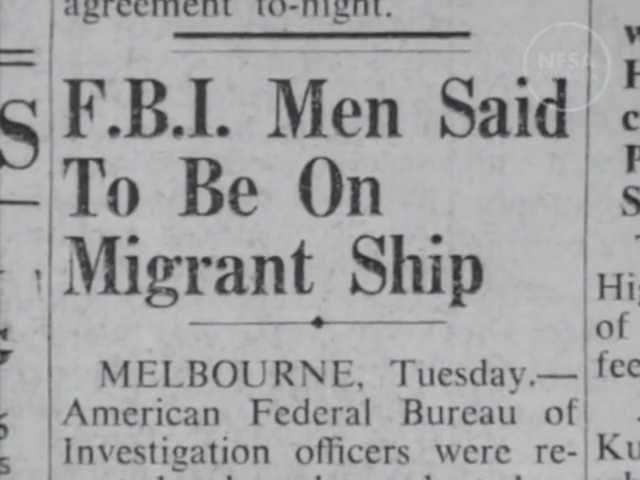 agreement to-night.
F.B.I. Men Said
To Be On
Migrant Ship
MELBOURNE, Tuesday.—
American Federal Bureau of
Investigation officers were re-
NFSA
S
Hi
of
fee
Ku